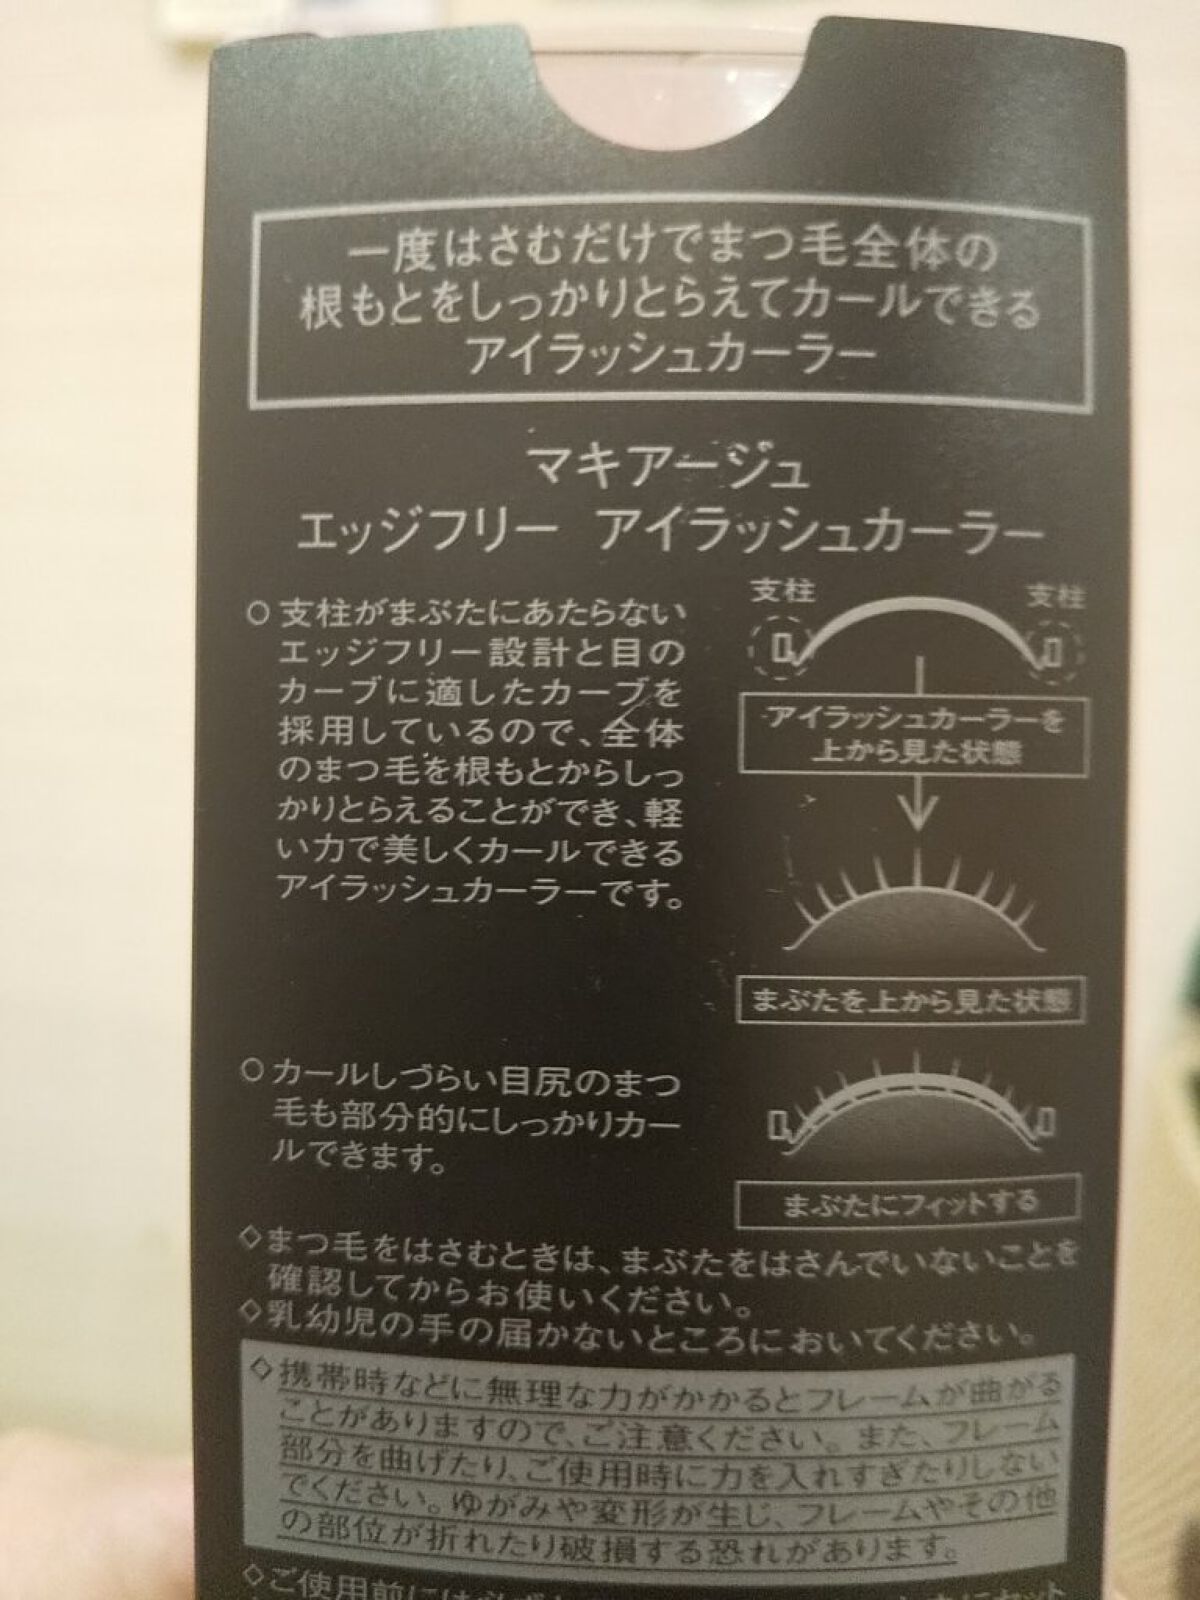 一度はさむだけでまつ毛全体の
根もとをしっかりとらえてカールできる
アイラッシュカーラー
マキアージュ
エッジフリー アイラッシュカーラー
○支柱がまぶたにあたらない
エッジフリー設計と目の
カーブに適したカーブを
採用しているので、全体
のまつ毛を根もとからしっ
かりとらえることができ、軽
い力で美しくカールできる
アイラッシュカーラーです。
支柱 支柱
アイラッシュカーラーを
上から見た状態
まぶたを上から見た状態
○カールしづらい目尻のまつ
毛も部分的にしっかりカー
ルできます。
まぶたにフィットする
◇まつ毛をはさむときは、まぶたをはさんでいないことを
確認してからお使いください。
◇乳幼児の手の届かないところにおいてください。
◇携帯時などに無理な力がかかるとフレームが曲がる
ことがありますので、ご注意ください。また、フレーム
部分を曲げたり、ご使用時に力を入れすぎたりしない
でください。ゆがみや変形が生じ、フレームやその他
の部位が折れたり破損する恐れがあります。
◇ご使用前には必ず